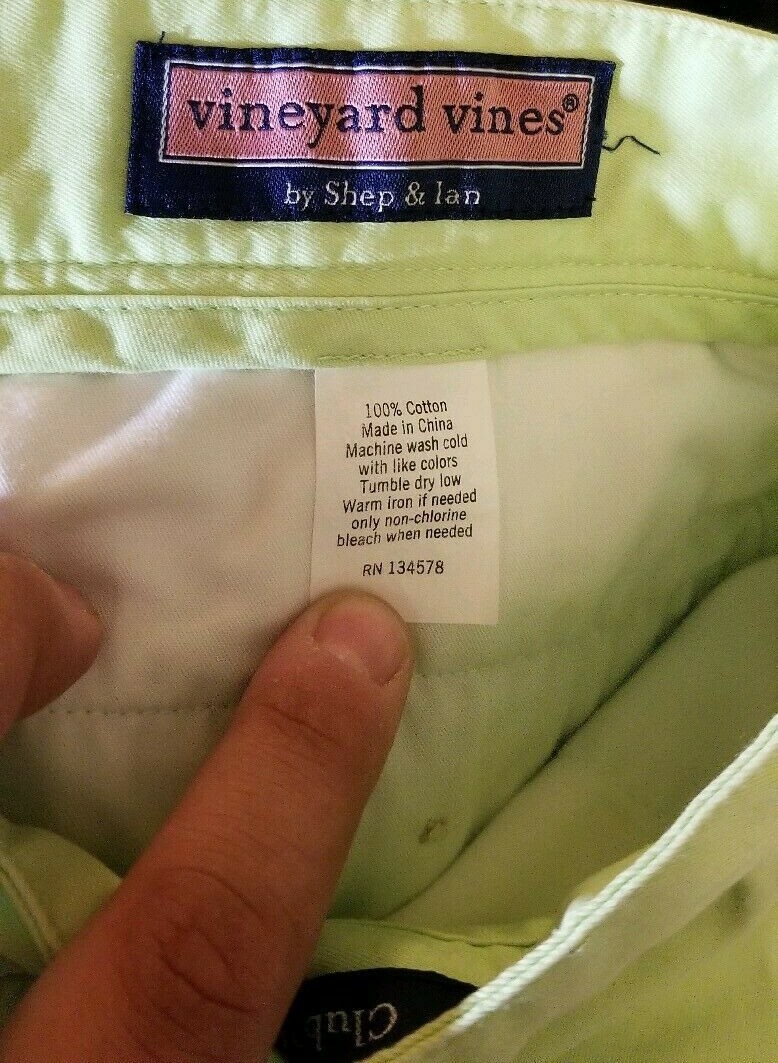 vineyard vines®
by Shep & Ian
100% Cotton
Made in China
Machine wash cold
with like colors
Tumble dry low
Warm iron if needed
only non-chlorine
bleach when needed
RN 134578
Club